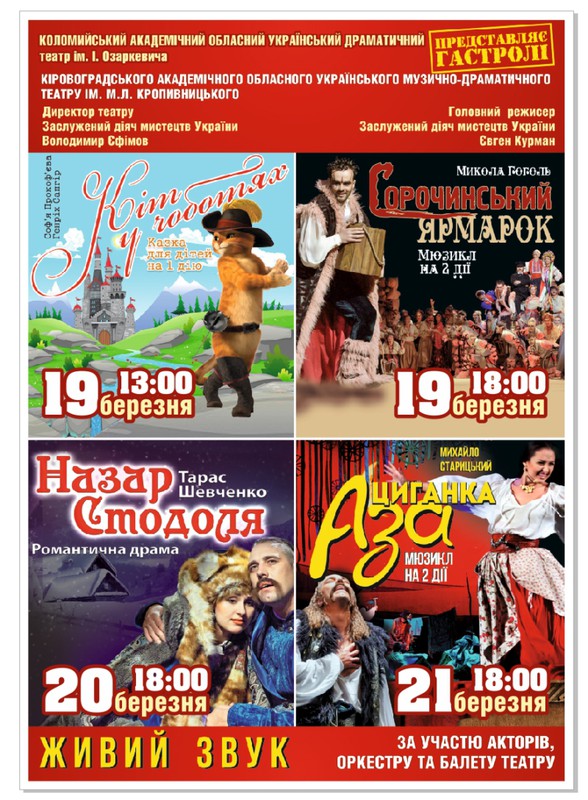 КОЛОМИЙСЬКИЙ АКАДЕМІЧНИЙ ОБЛАСНИЙ УКРАЇНСЬКИЙ ДРАМАТИЧНИЙ
театр ім. І. Озаркевича
ПРЕДСТАВЛЯЄ
ГАСТРОЛІ
КІРОВОГРАДСЬКОГО АКАДЕМІЧНОГО ОБЛАСНОГО УКРАЇНСЬКОГО МУЗИЧНО-ДРАМАТИЧНОГО
ТЕАТРУ ІМ. М.Л. КРОПИВНИЦЬКОГО
Директор театру
Заслужений діяч мистецтв України
Володимир Єфімов
Головний режисер
Заслужений діяч мистецтв України
Євген Курман
Соф'я Прокоф'єва
Генріх Сапгір
Кіт
у чоботях
Казка
для дітей
на 1 дію
19 13:00
березня
Микола Гоголь
Сорочинський
ЯРМАРОК
Мюзикл
на 2 дії
19 18:00
березня
Назар
Стодоля
Тарас
Шевченко
Романтична драма
20 18:00
березня
МИХАЙЛО
СТАРИЦЬКИЙ
ЦИГАНКА
Аза
МЮЗИКЛ
НА 2 ДІЇ
21 18:00
березня
ЖИВИЙ ЗВУК
ЗА УЧАСТЮ АКТОРІВ,
ОРКЕСТРУ ТА БАЛЕТУ ТЕАТРУ